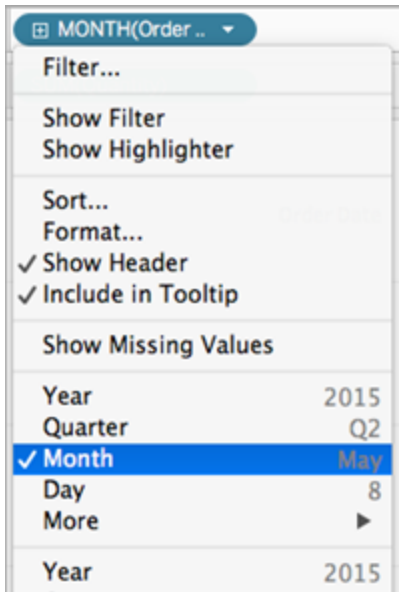 MONTH(Order ..
Filter...
Show Filter
Show Highlighter
Sort...
Format...
✓ Show Header
✓ Include in Tooltip
Show Missing Values
Year 2015
Quarter Q2
✓ Month May
Day 8
More
Year 2015